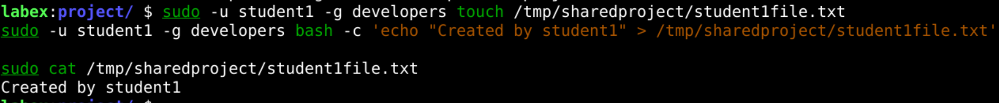 labex:project/ $ sudo -u student1 -g developers touch /tmp/sharedproject/student1file.txt
sudo -u student1 -g developers bash -c 'echo "Created by student1" > /tmp/sharedproject/student1file.txt'
sudo cat /tmp/sharedproject/student1file.txt
Created by student1
labex:project/ $